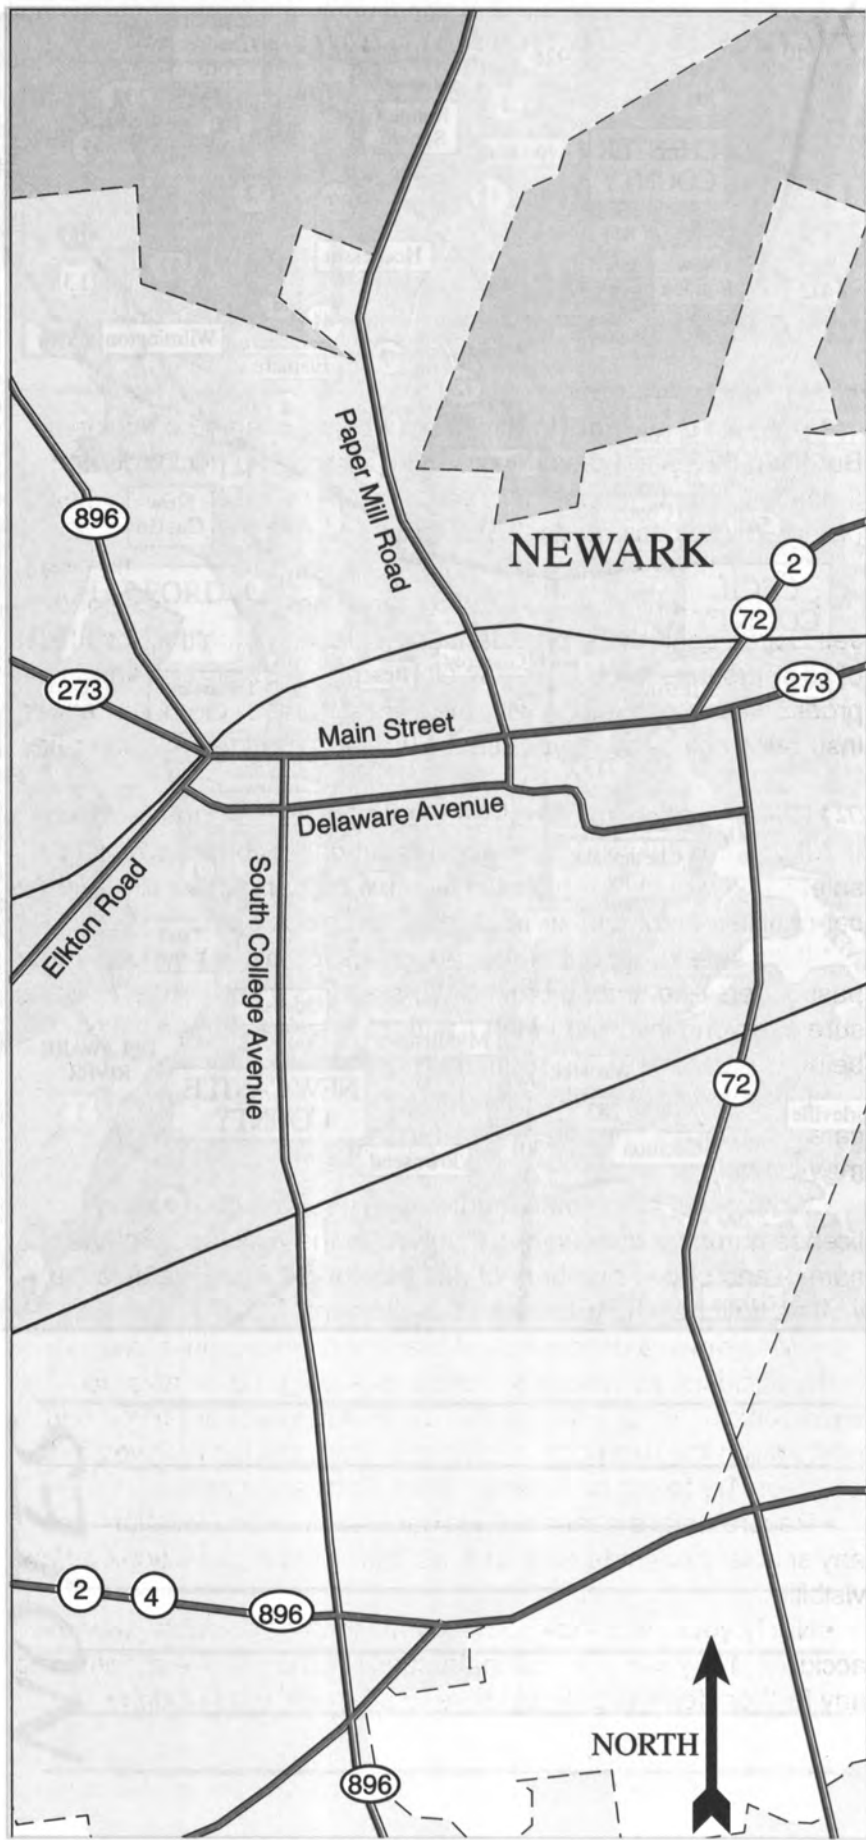 Paper Mill Road
896
NEWARK
2
72
273
273
Main Street
Delaware Avenue
Elkton Road
South College Avenue
72
2
4
896
NORTH
896